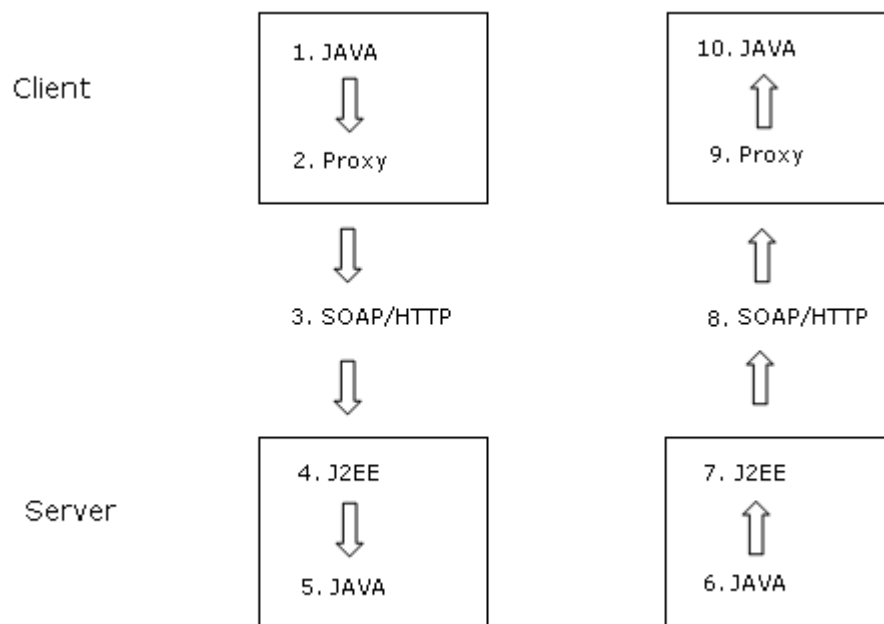 Client
1. JAVA
2. Proxy
3. SOAP/HTTP
Server
4. J2EE
5. JAVA
10. JAVA
9. Proxy
8. SOAP/HTTP
7. J2EE
6. JAVA